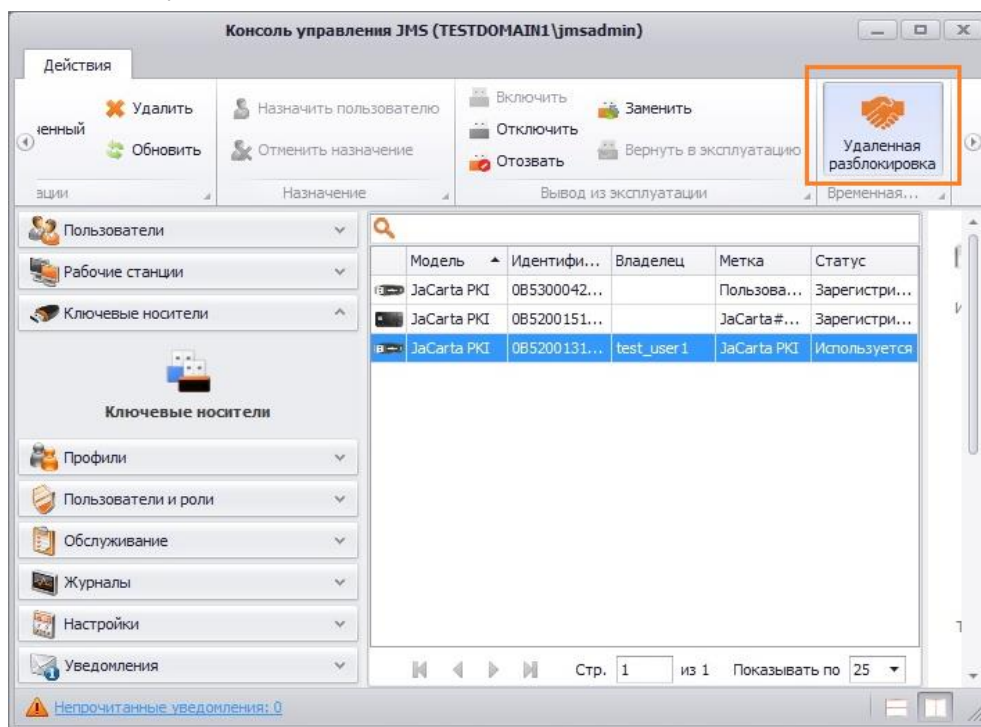 Консоль управления JMS (TESTDOMAIN1\jmsadmin)
Действия
ченный
Удалить
Обновить
Назначить пользователю
Отменить назначение
Включить
Отключить
Отозвать
Заменить
Вернуть в эксплуатацию
Удаленная
разблокировка
ации
Назначение
Вывод из эксплуатации
Временная...
Пользователи
Рабочие станции
Ключевые носители
Ключевые носители
Профили
Пользователи и роли
Обслуживание
Журналы
Настройки
Уведомления
Модель Идентифи... Владелец Метка Статус
JaCarta PKI 0B5300042... Пользова... Зарегистри...
JaCarta PKI 0B5200151... JaCarta#... Зарегистри...
JaCarta PKI 0B5200131... test_user1 JaCarta PKI Используется
Стр. 1 из 1 Показывать по 25
Непрочитанные уведомления: 0